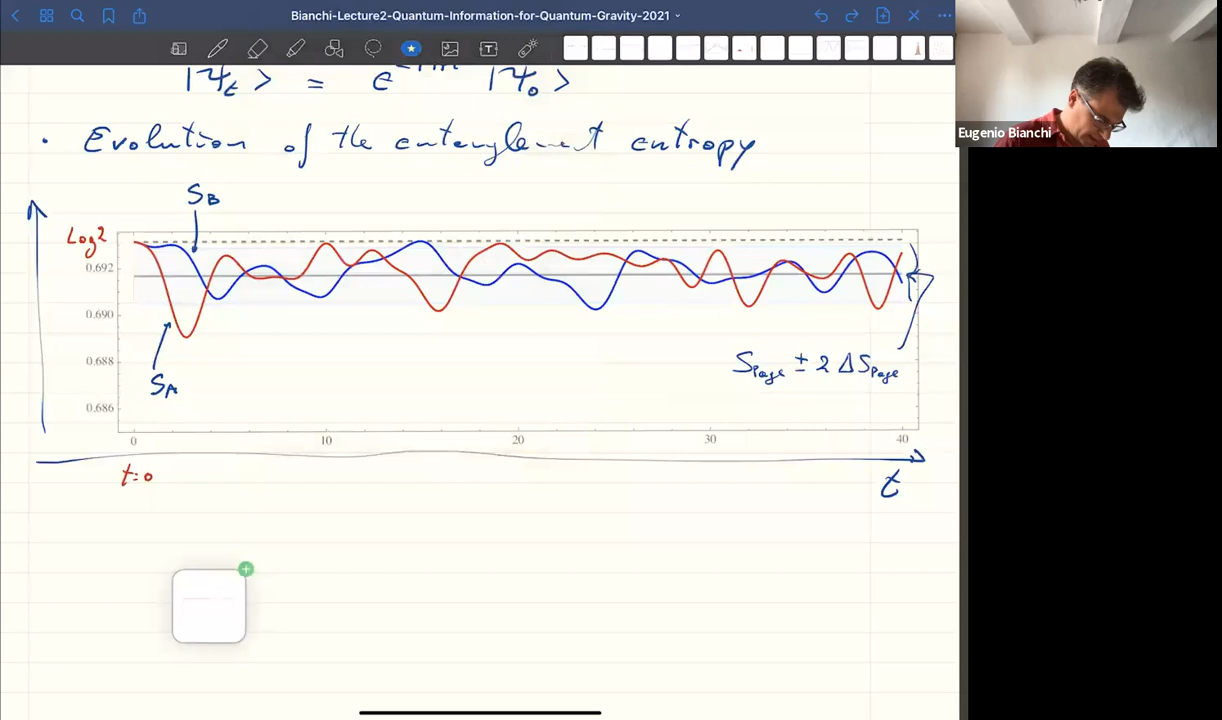 Bianchi-Lecture2-Quantum-Information-for-Quantum-Gravity-2021
Eugenio Bianchi
|Ψt⟩ = e |Ψ0⟩
· Evolution of the entanglement entropy
SB
Log2
0.692
0.690
0.688
0.686
SA
SPage ± 2 ΔSPage
0 10 20 30 40
t=0
t